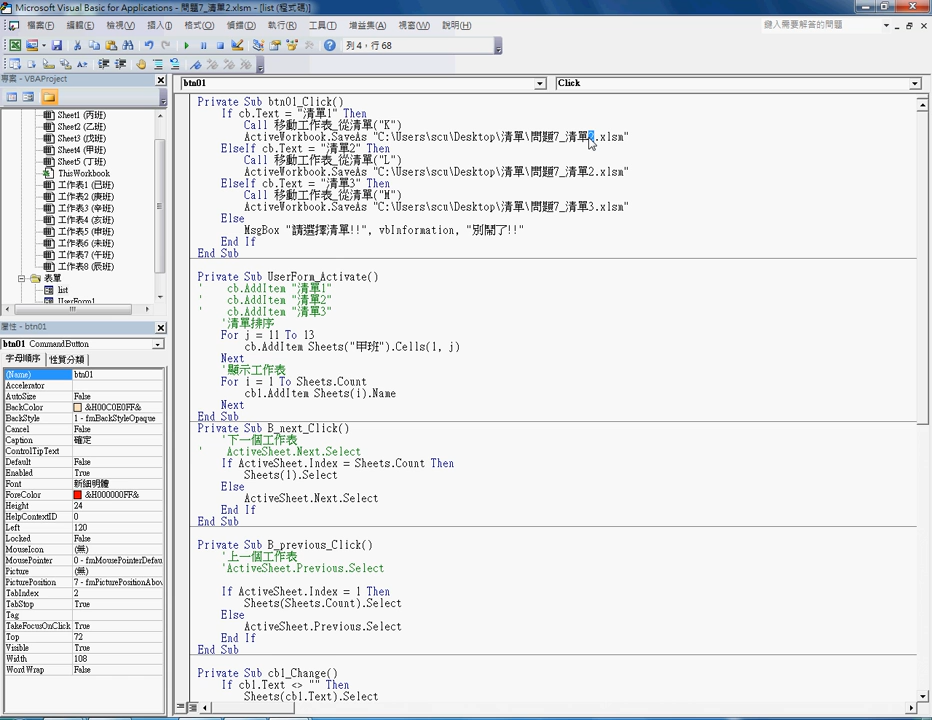 Microsoft Visual Basic for Applications - 問題7_清單2.xlsm - [list (程式碼)]
檔案(F) 編輯(E) 檢視(V) 插入(I) 格式(O) 偵錯(D) 執行(R) 工具(T) 增益集(A) 視窗(W) 說明(H)
鍵入需要解答的問題
列 4，行 68
專案 - VBAProject
Sheet1 (丙班)
Sheet2 (乙班)
Sheet3 (戊班)
Sheet4 (甲班)
Sheet5 (丁班)
ThisWorkbook
工作表1 (已班)
工作表2 (庚班)
工作表3 (辛班)
工作表4 (亥班)
工作表5 (申班)
工作表6 (未班)
工作表7 (午班)
工作表8 (辰班)
表單
list
UserForm1
屬性 - btn01
btn01 CommandButton
字母順序 性質分類
(Name) btn01
Accelerator
AutoSize False
BackColor &H00C0E0FF&
BackStyle 1 - fmBackStyleOpaque
Cancel False
Caption 確定
ControlTipText
Default False
Enabled True
Font 新細明體
ForeColor &H000000FF&
Height 24
HelpContextID 0
Left 120
Locked False
MouseIcon (無)
MousePointer 0 - fmMousePointerDefau
Picture (無)
PicturePosition 7 - fmPicturePositionAbov
TabIndex 2
TabStop True
Tag
TakeFocusOnClick True
Top 72
Visible True
Width 108
WordWrap False
btn01
Click
Private Sub btn01_Click()
If cb.Text = "清單1" Then
Call 移動工作表_從清單("K")
ActiveWorkbook.SaveAs "C:\Users\scu\Desktop\清單\問題7_清單2.xlsm"
ElseIf cb.Text = "清單2" Then
Call 移動工作表_從清單("L")
ActiveWorkbook.SaveAs "C:\Users\scu\Desktop\清單\問題7_清單2.xlsm"
ElseIf cb.Text = "清單3" Then
Call 移動工作表_從清單("M")
ActiveWorkbook.SaveAs "C:\Users\scu\Desktop\清單\問題7_清單3.xlsm"
Else
MsgBox "請選擇清單!!", vbInformation, "別鬧了!!"
End If
End Sub
Private Sub UserForm_Activate()
' cb.AddItem "清單1"
' cb.AddItem "清單2"
' cb.AddItem "清單3"
'清單排序
For j = 11 To 13
cb.AddItem Sheets("甲班").Cells(1, j)
Next
'顯示工作表
For i = 1 To Sheets.Count
cb1.AddItem Sheets(i).Name
Next
End Sub
Private Sub B_next_Click()
'下一個工作表
' ActiveSheet.Next.Select
If ActiveSheet.Index = Sheets.Count Then
Sheets(1).Select
Else
ActiveSheet.Next.Select
End If
End Sub
Private Sub B_previous_Click()
'上一個工作表
'ActiveSheet.Previous.Select
If ActiveSheet.Index = 1 Then
Sheets(Sheets.Count).Select
Else
ActiveSheet.Previous.Select
End If
End Sub
Private Sub cb1_Change()
If cb1.Text <> "" Then
Sheets(cb1.Text).Select